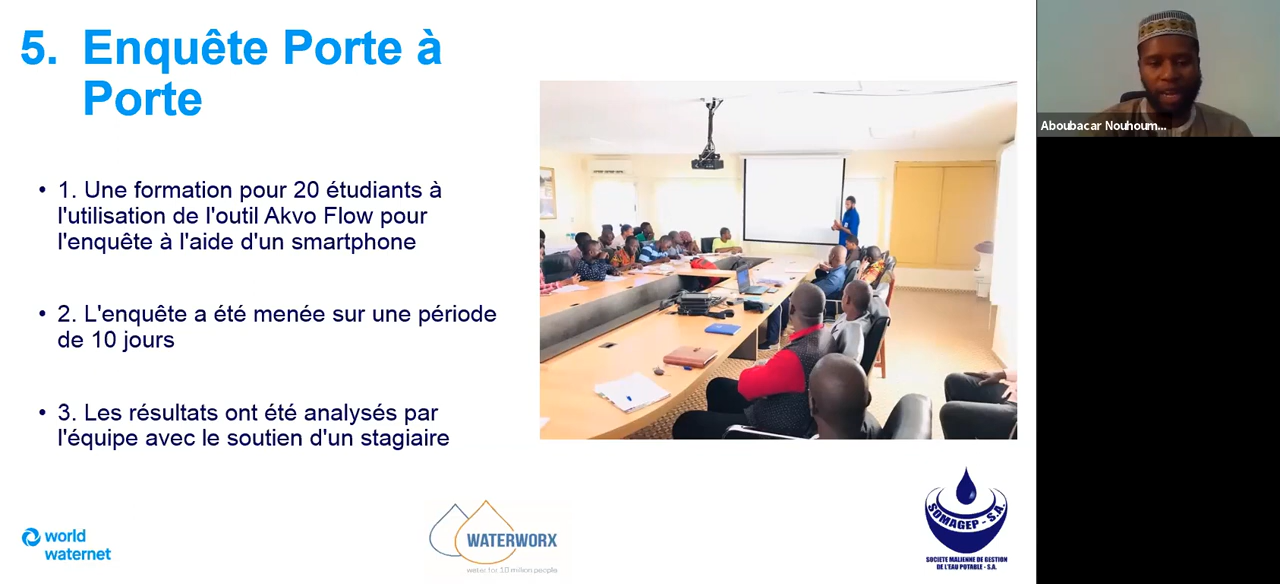 5. Enquête Porte à
Porte
• 1. Une formation pour 20 étudiants à
l'utilisation de l'outil Akvo Flow pour
l'enquête à l'aide d'un smartphone
• 2. L'enquête a été menée sur une période
de 10 jours
• 3. Les résultats ont été analysés par
l'équipe avec le soutien d'un stagiaire
world
waternet
WATERWORX
water for 10 million people
SOMAGEP - S.A.
SOCIETE MALIENNE DE GESTION
DE L'EAU POTABLE - S.A.
Aboubacar Nouhoum...